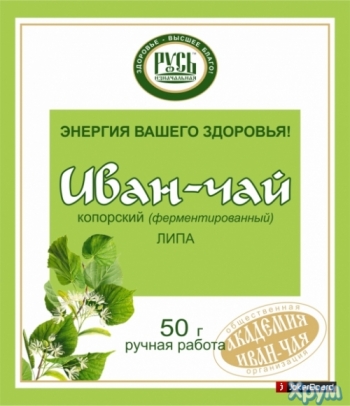 ЗДОРОВЬЕ - ВЫСШЕЕ БЛАГО!
РУСЬ
ИЗНАЧАЛЬНАЯ
ЭНЕРГИЯ ВАШЕГО ЗДОРОВЬЯ!
Иван-чай
копорский (ферментированный)
ЛИПА
50 г
ручная работа
общественная
АКАДЕМИЯ
ИВАН-ЧАЯ
организация
JokerBoard
Хрум